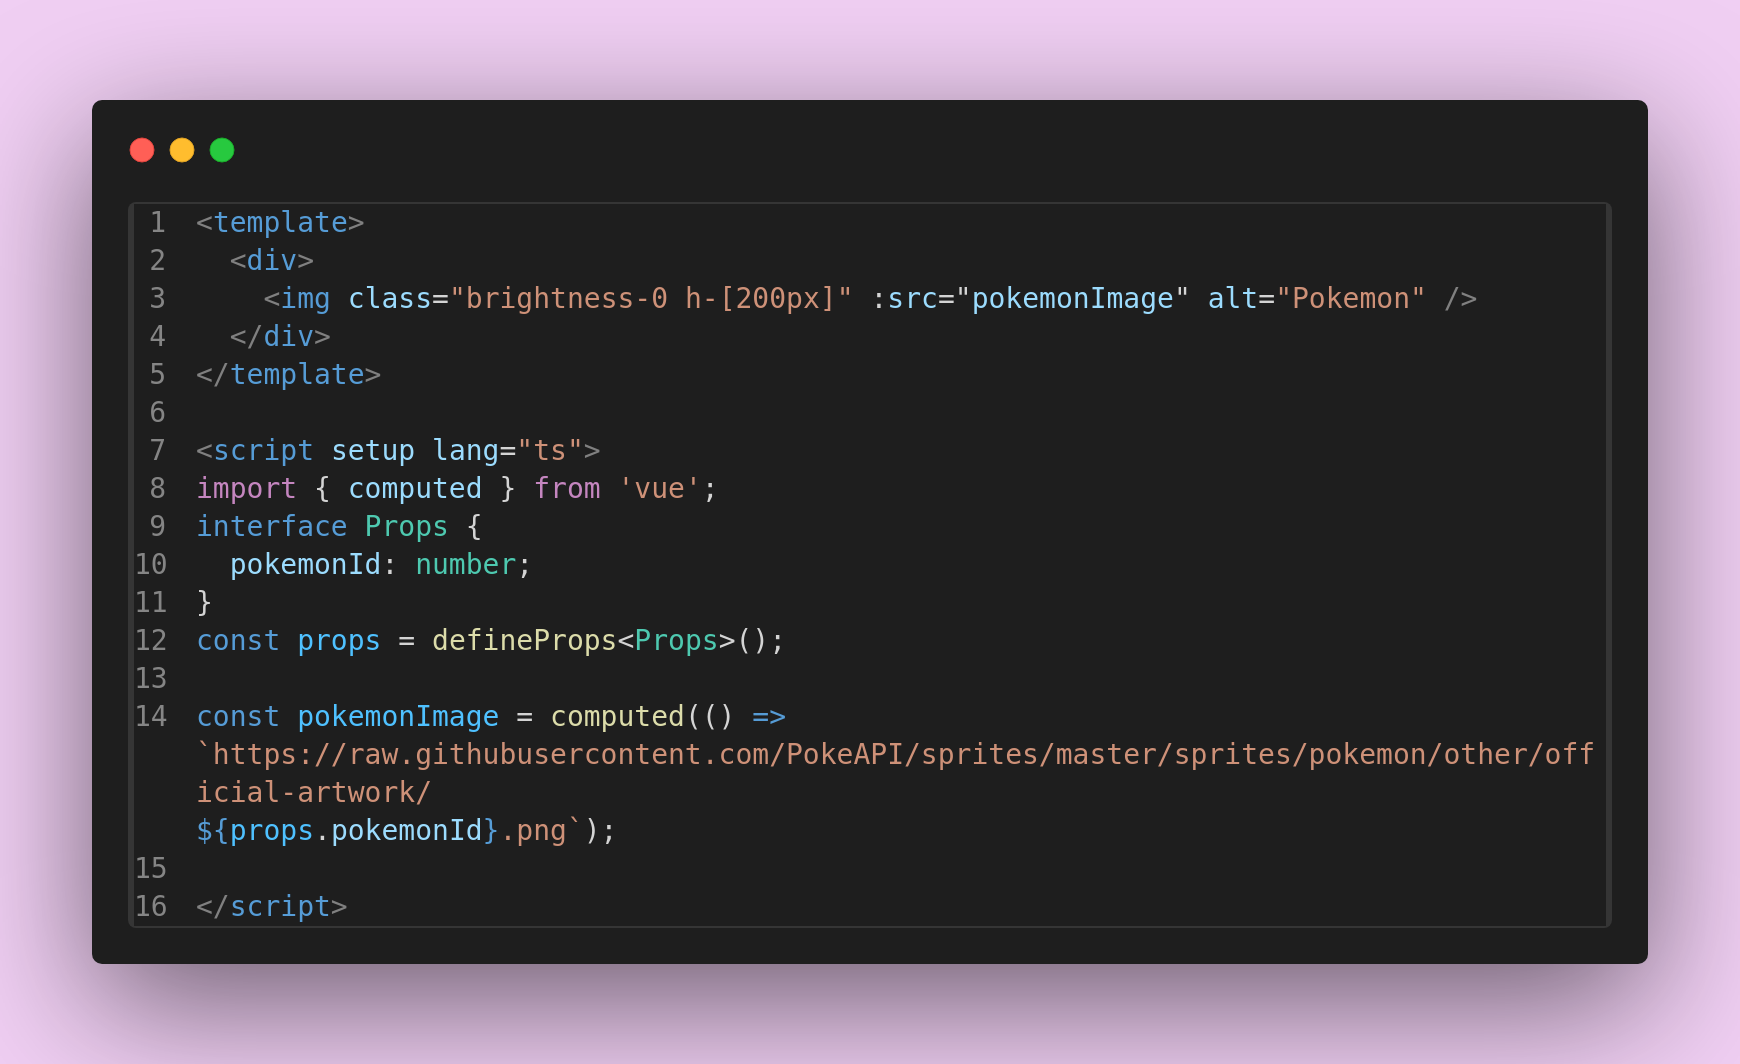 1 <template>
2   <div>
3     <img class="brightness-0 h-[200px]" :src="pokemonImage" alt="Pokemon" />
4   </div>
5 </template>
6
7 <script setup lang="ts">
8 import { computed } from 'vue';
9 interface Props {
10   pokemonId: number;
11 }
12 const props = defineProps<Props>();
13
14 const pokemonImage = computed(() =>
`https://raw.githubusercontent.com/PokeAPI/sprites/master/sprites/pokemon/other/off
icial-artwork/
${props.pokemonId}.png`);
15
16 </script>